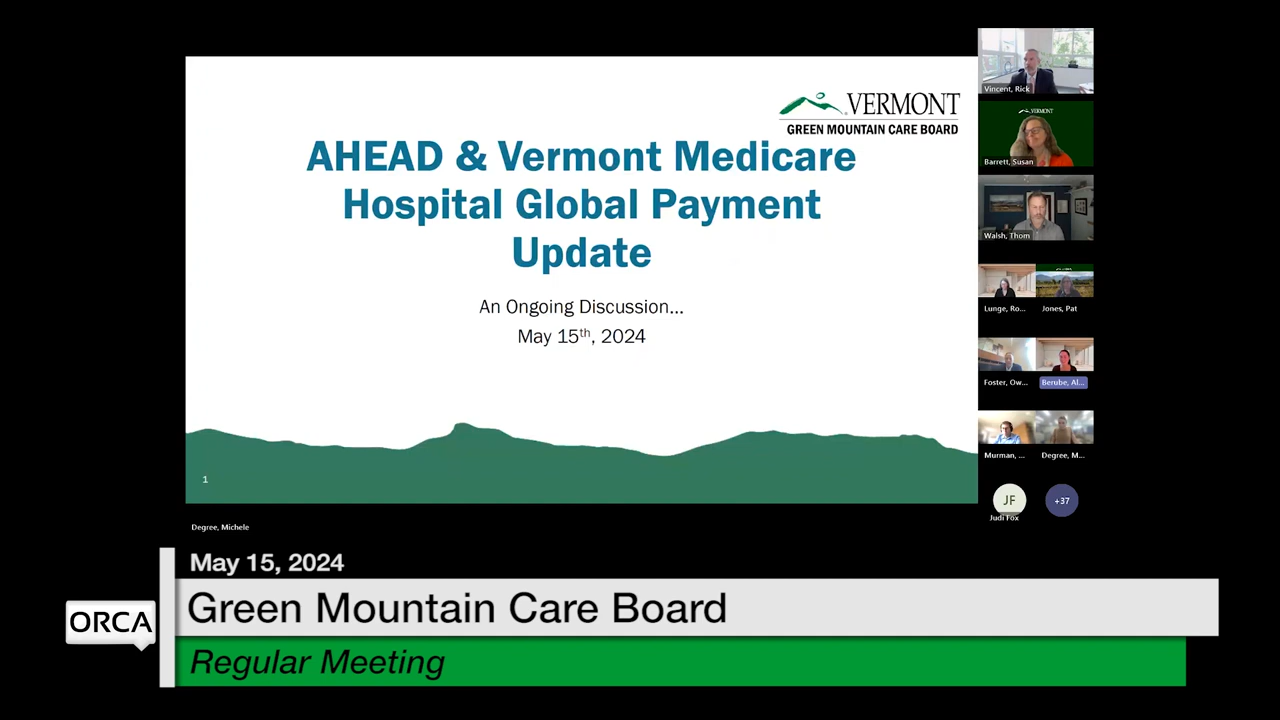 VERMONT
GREEN MOUNTAIN CARE BOARD
AHEAD & Vermont Medicare
Hospital Global Payment
Update
An Ongoing Discussion...
May 15th, 2024
1
Degree, Michele
Vincent, Rick
VERMONT
Barrett, Susan
Walsh, Thom
Lunge, Ro...
Jones, Pat
Foster, Ow...
Berube, Al...
Murman, ...
Degree, M...
JF
Judi Fox
+37
May 15, 2024
ORCA
Green Mountain Care Board
Regular Meeting